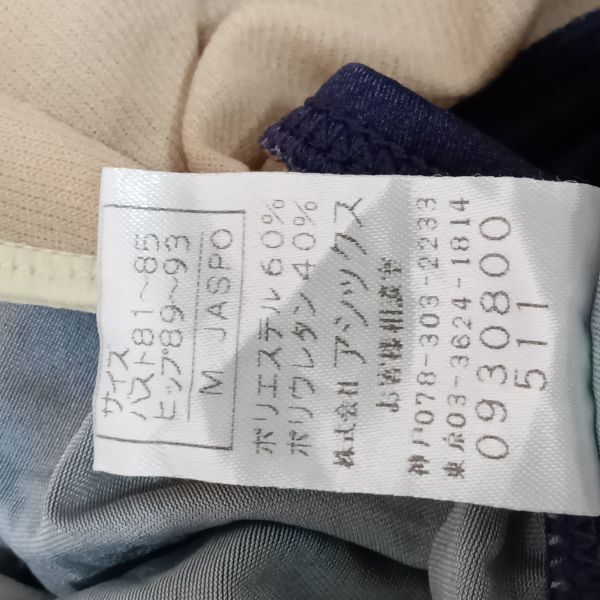 サイズ
バスト81～85
ヒップ89～93
M JASPO
ポリエステル60%
ポリウレタン40%
株式会社 アシックス
お客様相談室
神戸078-303-2233
東京03-3624-1814
09930800
511